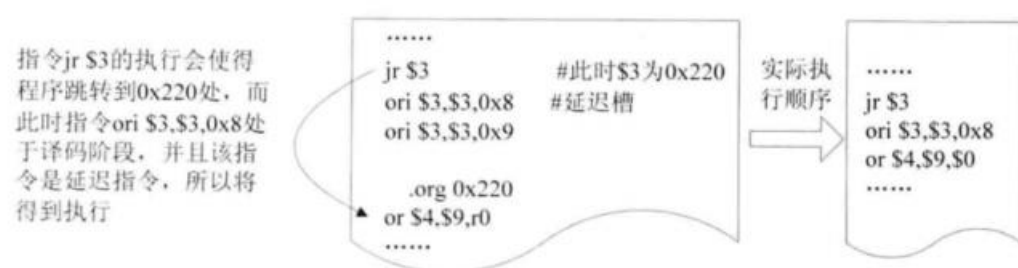 指令jr $3的执行会使得
程序跳转到0x220处，而
此时指令ori $3,$3,0x8处
于译码阶段，并且该指
令是延迟指令，所以将
得到执行
......
jr $3 #此时$3为0x220
ori $3,$3,0x8 #延迟槽
ori $3,$3,0x9
.org 0x220
or $4,$9,r0
......
实际执
行顺序
......
jr $3
ori $3,$3,0x8
or $4,$9,$0
......